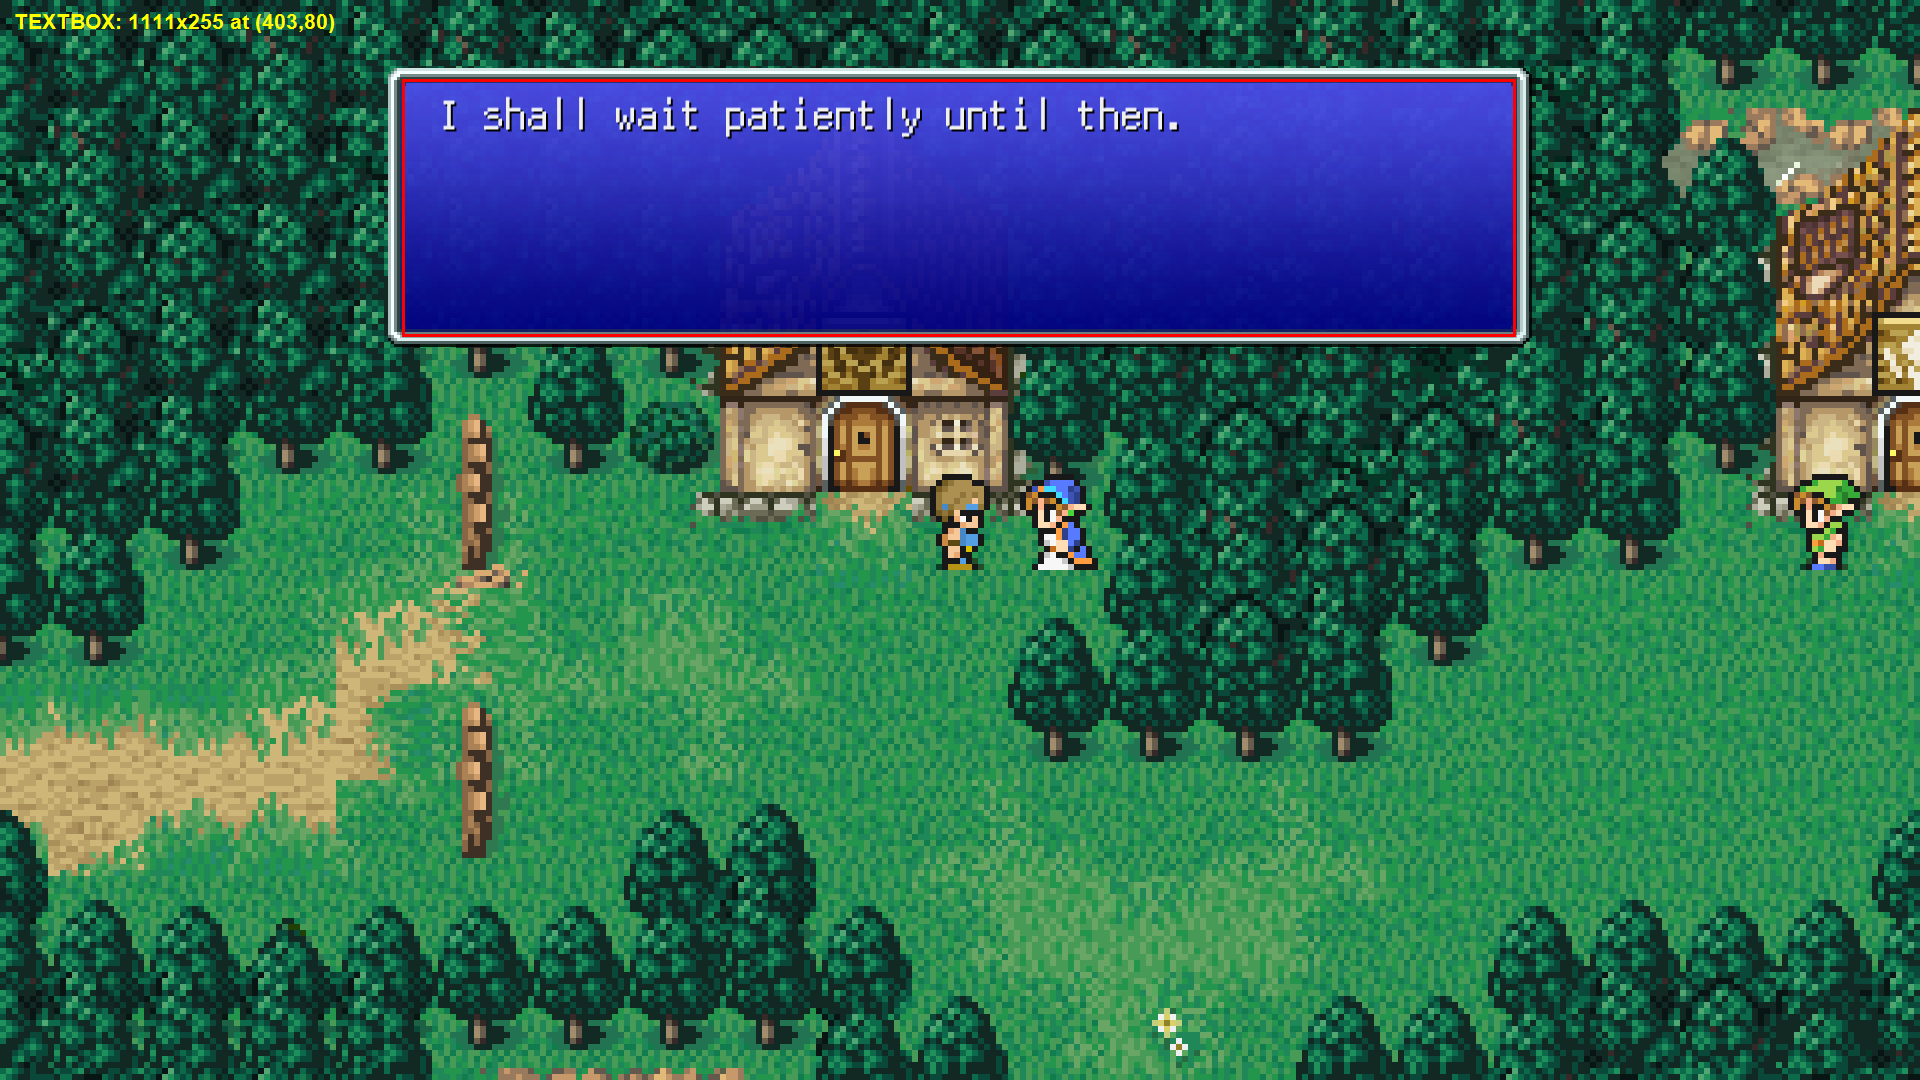 TEXTBOX: 1111x255 at (403,80)
I shall wait patiently until then.